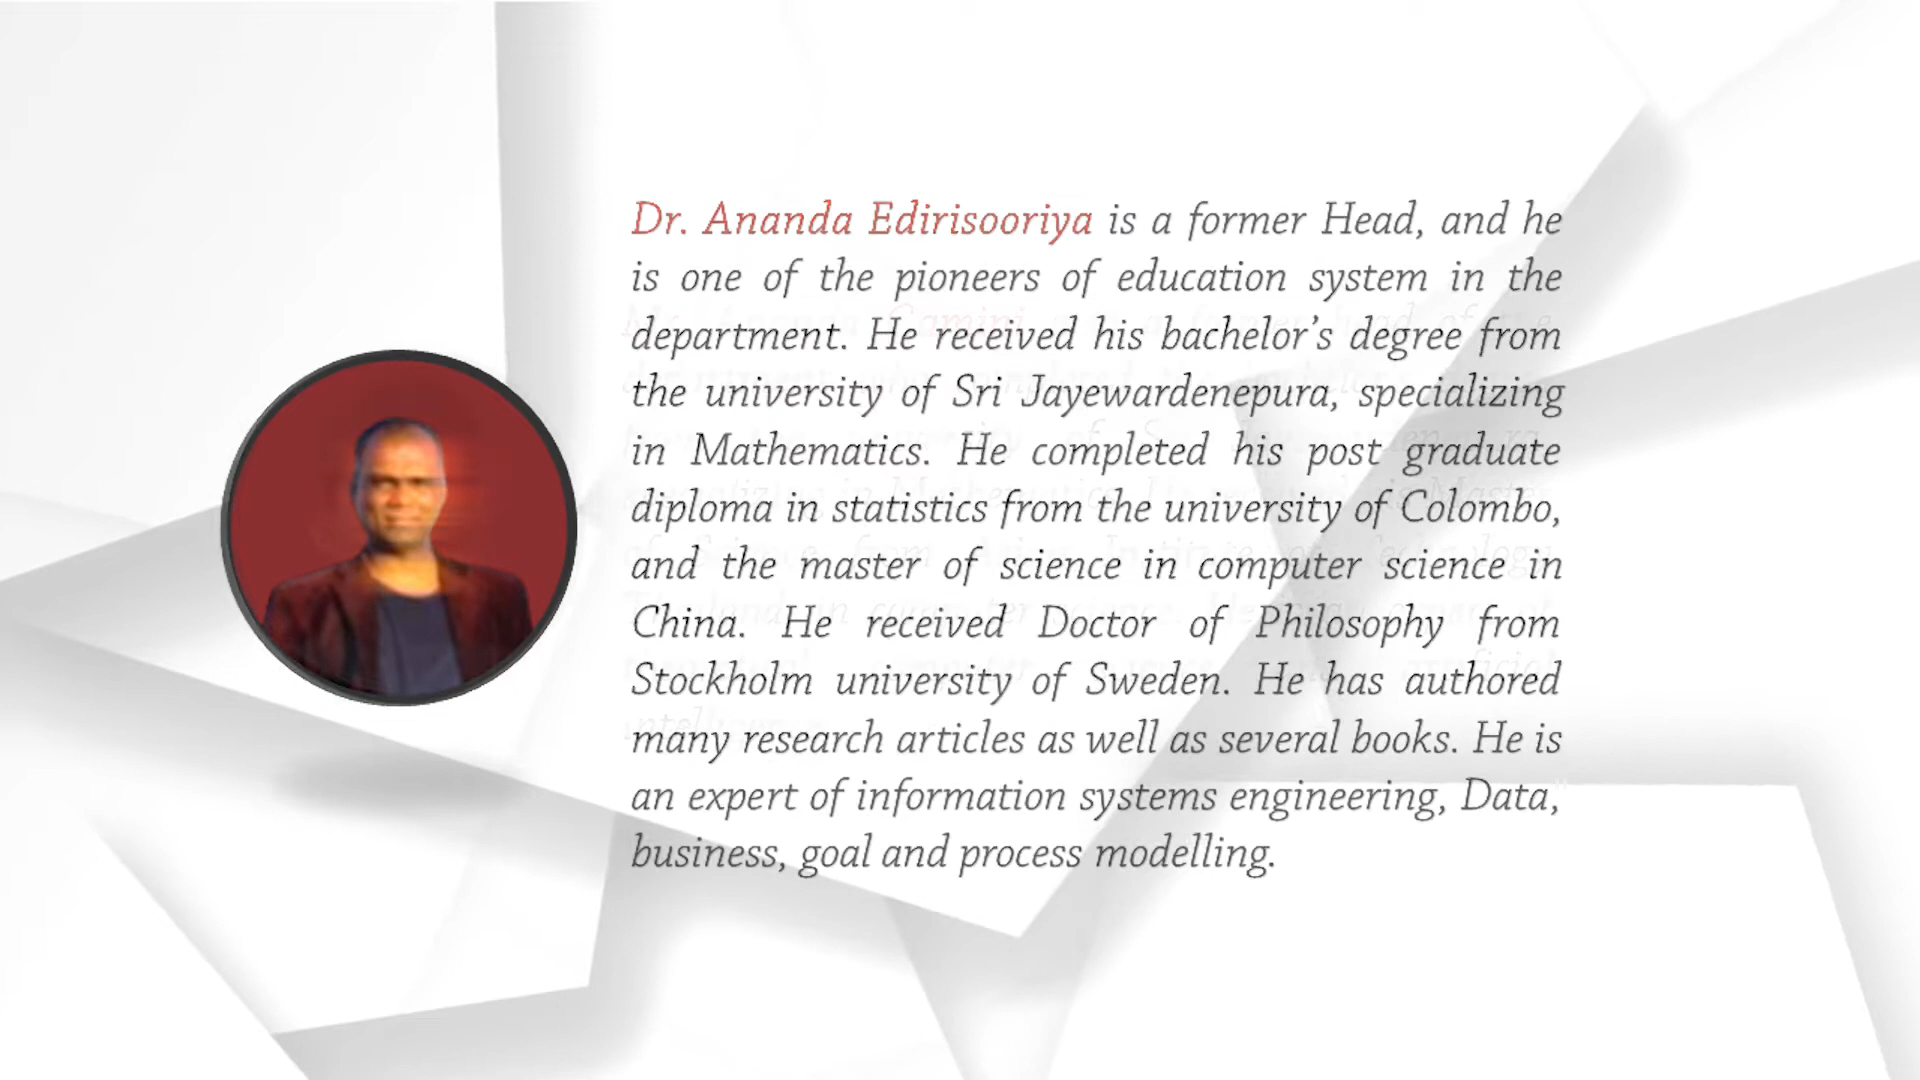 Dr. Ananda Edirisooriya is a former Head, and he
is one of the pioneers of education system in the
department. He received his bachelor’s degree from
the university of Sri Jayewardenepura, specializing
in Mathematics. He completed his post graduate
diploma in statistics from the university of Colombo,
and the master of science in computer science in
China. He received Doctor of Philosophy from
Stockholm university of Sweden. He has authored
many research articles as well as several books. He is
an expert of information systems engineering, Data,
business, goal and process modelling.